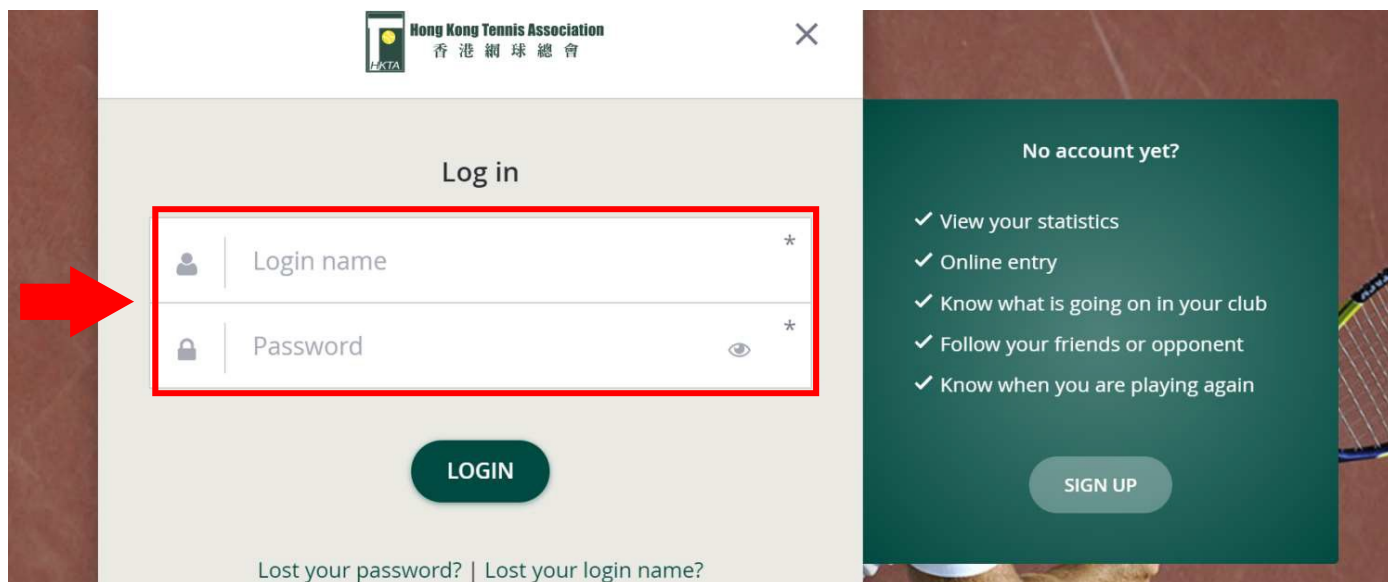 Hong Kong Tennis Association
香港網球總會
HKTA
Log in
Login name *
Password *
LOGIN
Lost your password? | Lost your login name?
No account yet?
✓ View your statistics
✓ Online entry
✓ Know what is going on in your club
✓ Follow your friends or opponent
✓ Know when you are playing again
SIGN UP